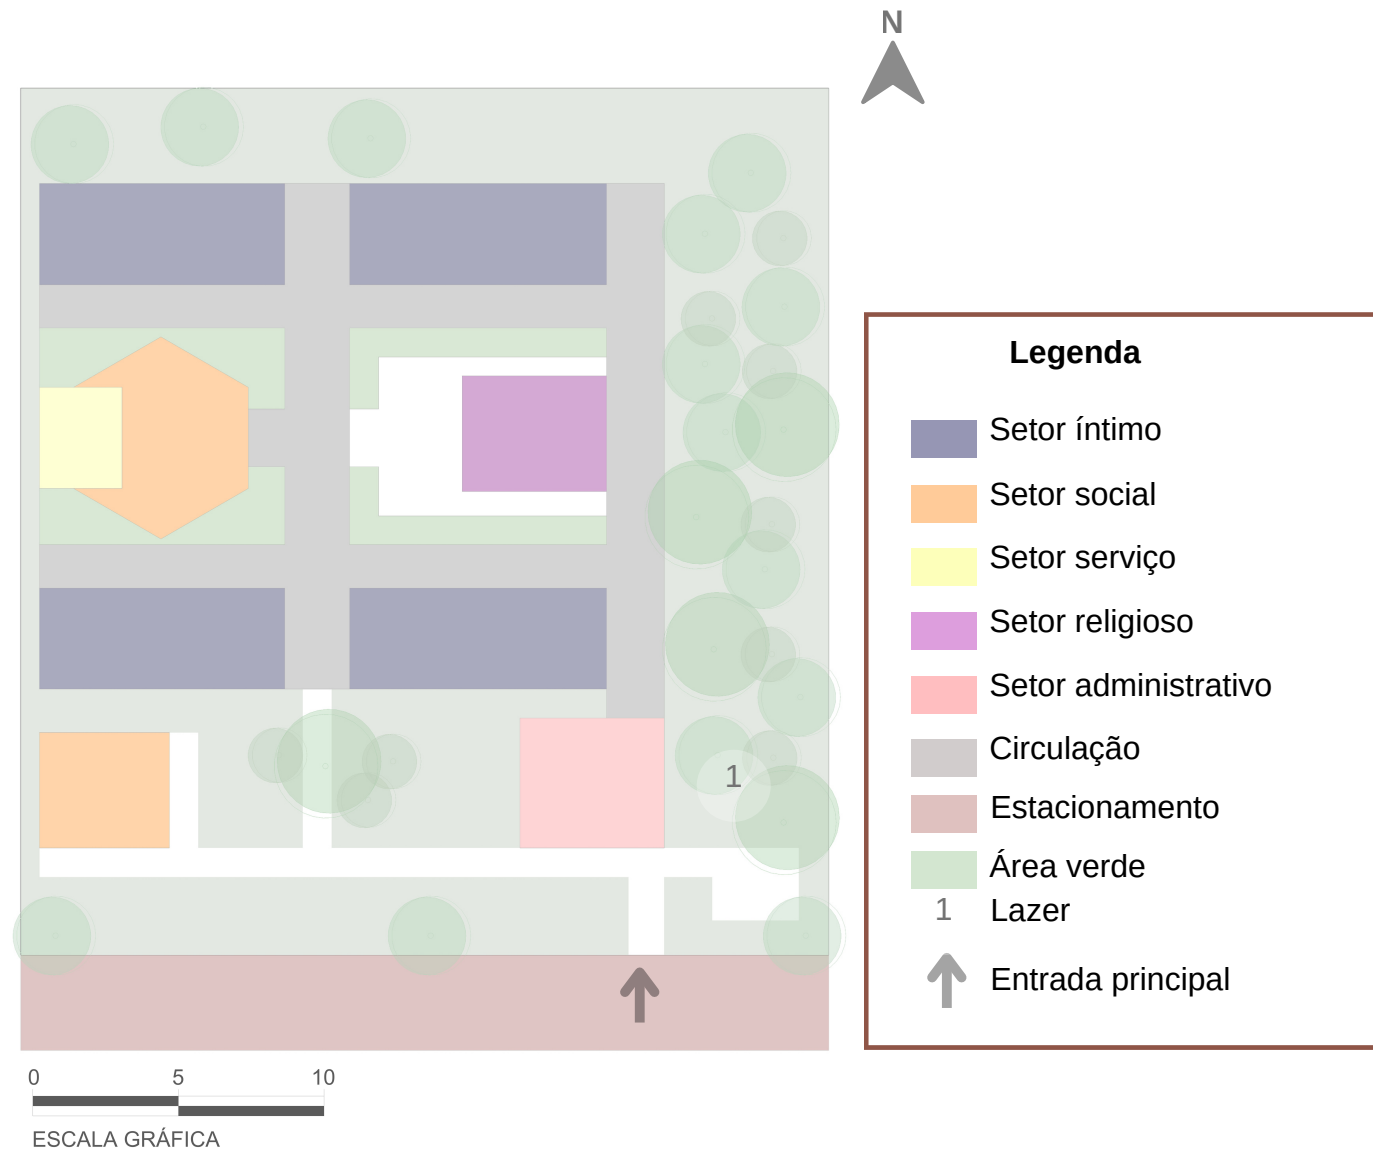 N
1
Legenda
Setor íntimo
Setor social
Setor serviço
Setor religioso
Setor administrativo
Circulação
Estacionamento
Área verde
1 Lazer
Entrada principal
0 5 10
ESCALA GRÁFICA